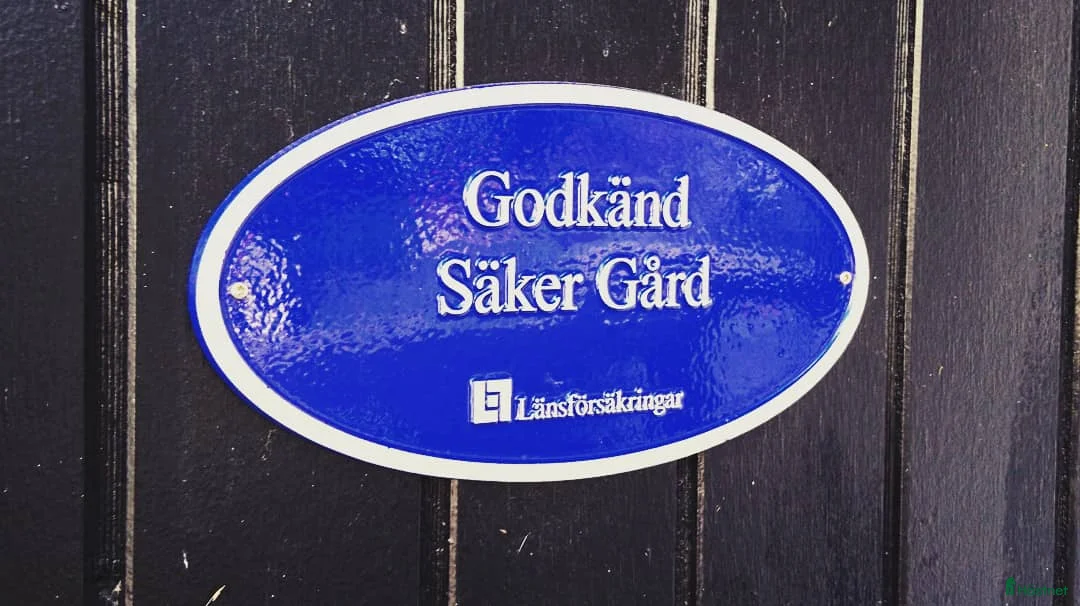 Godkänd
Säker Gård
Länsförsäkringar